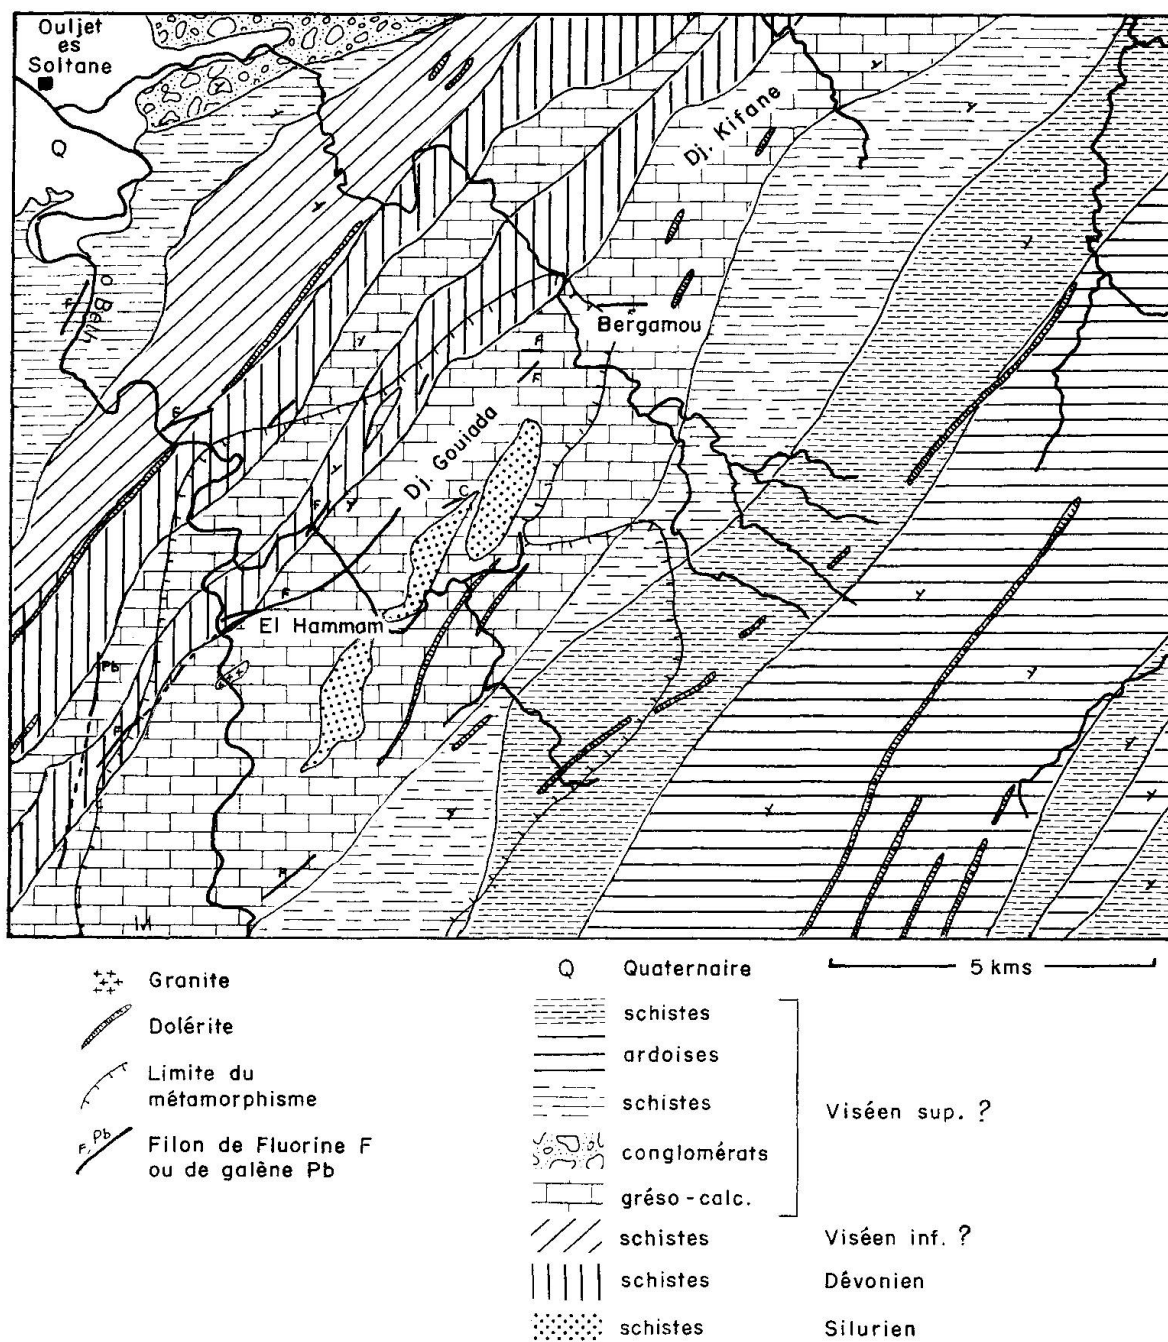 Ouljet
es
Soltane
Q
Dj. Kifane
O Beth
F
Bergamou
F
F
F
Dj. Gouiada
C
F
F
El Hammam
Pb
F
F
5 kms
Granite
Dolérite
Limite du
métamorphisme
F, Pb
Filon de Fluorine F
ou de galène Pb
Q Quaternaire
schistes
ardoises
schistes
Viséen sup. ?
conglomérats
gréso-calc.
schistes Viséen inf. ?
schistes Dévonien
schistes Silurien